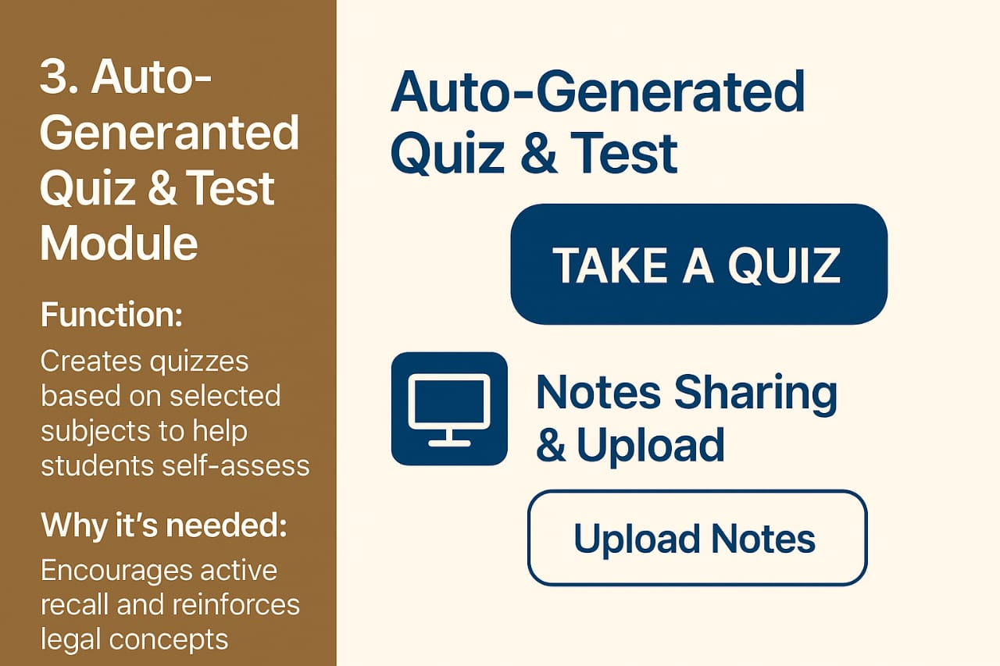 3. Auto-
Generanted
Quiz & Test
Module
Function:
Creates quizzes
based on selected
subjects to help
students self-assess
Why it’s needed:
Encourages active
recall and reinforces
legal concepts
Auto-Generated
Quiz & Test
TAKE A QUIZ
Notes Sharing
& Upload
Upload Notes